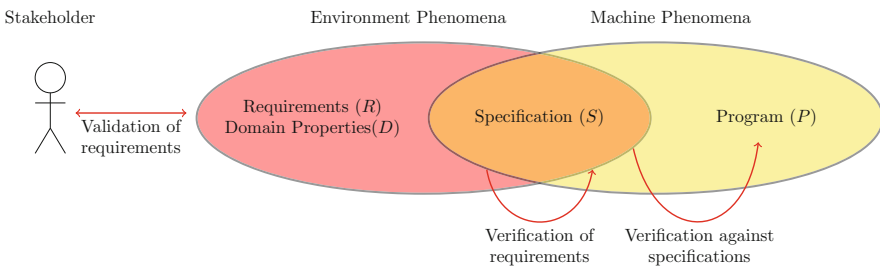 Stakeholder
Environment Phenomena
Machine Phenomena
Requirements (R)
Domain Properties(D)
Specification (S)
Program (P)
Validation of
requirements
Verification of
requirements
Verification against
specifications